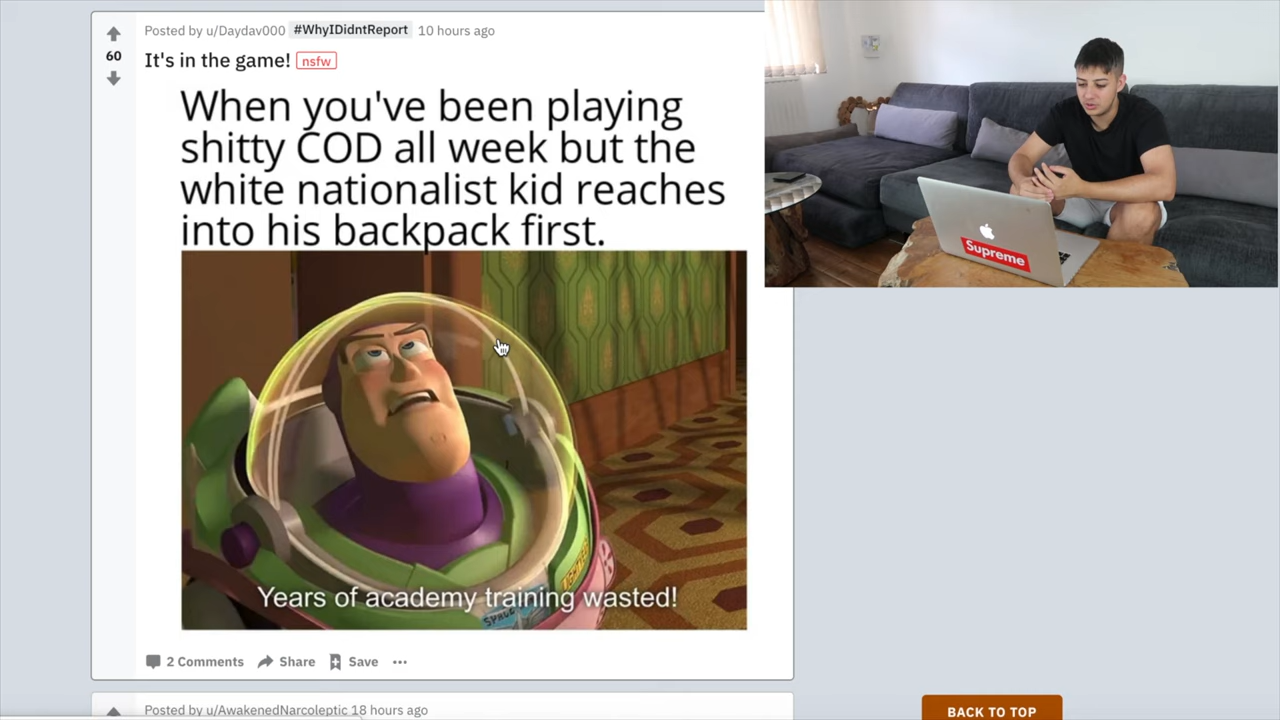 Posted by u/Daydav000 #WhyIDidntReport 10 hours ago
60
It's in the game! nsfw
When you've been playing
shitty COD all week but the
white nationalist kid reaches
into his backpack first.
Supreme
Years of academy training wasted!
SPACE
2 Comments Share Save
Posted by u/AwakenedNarcoleptic 18 hours ago
BACK TO TOP